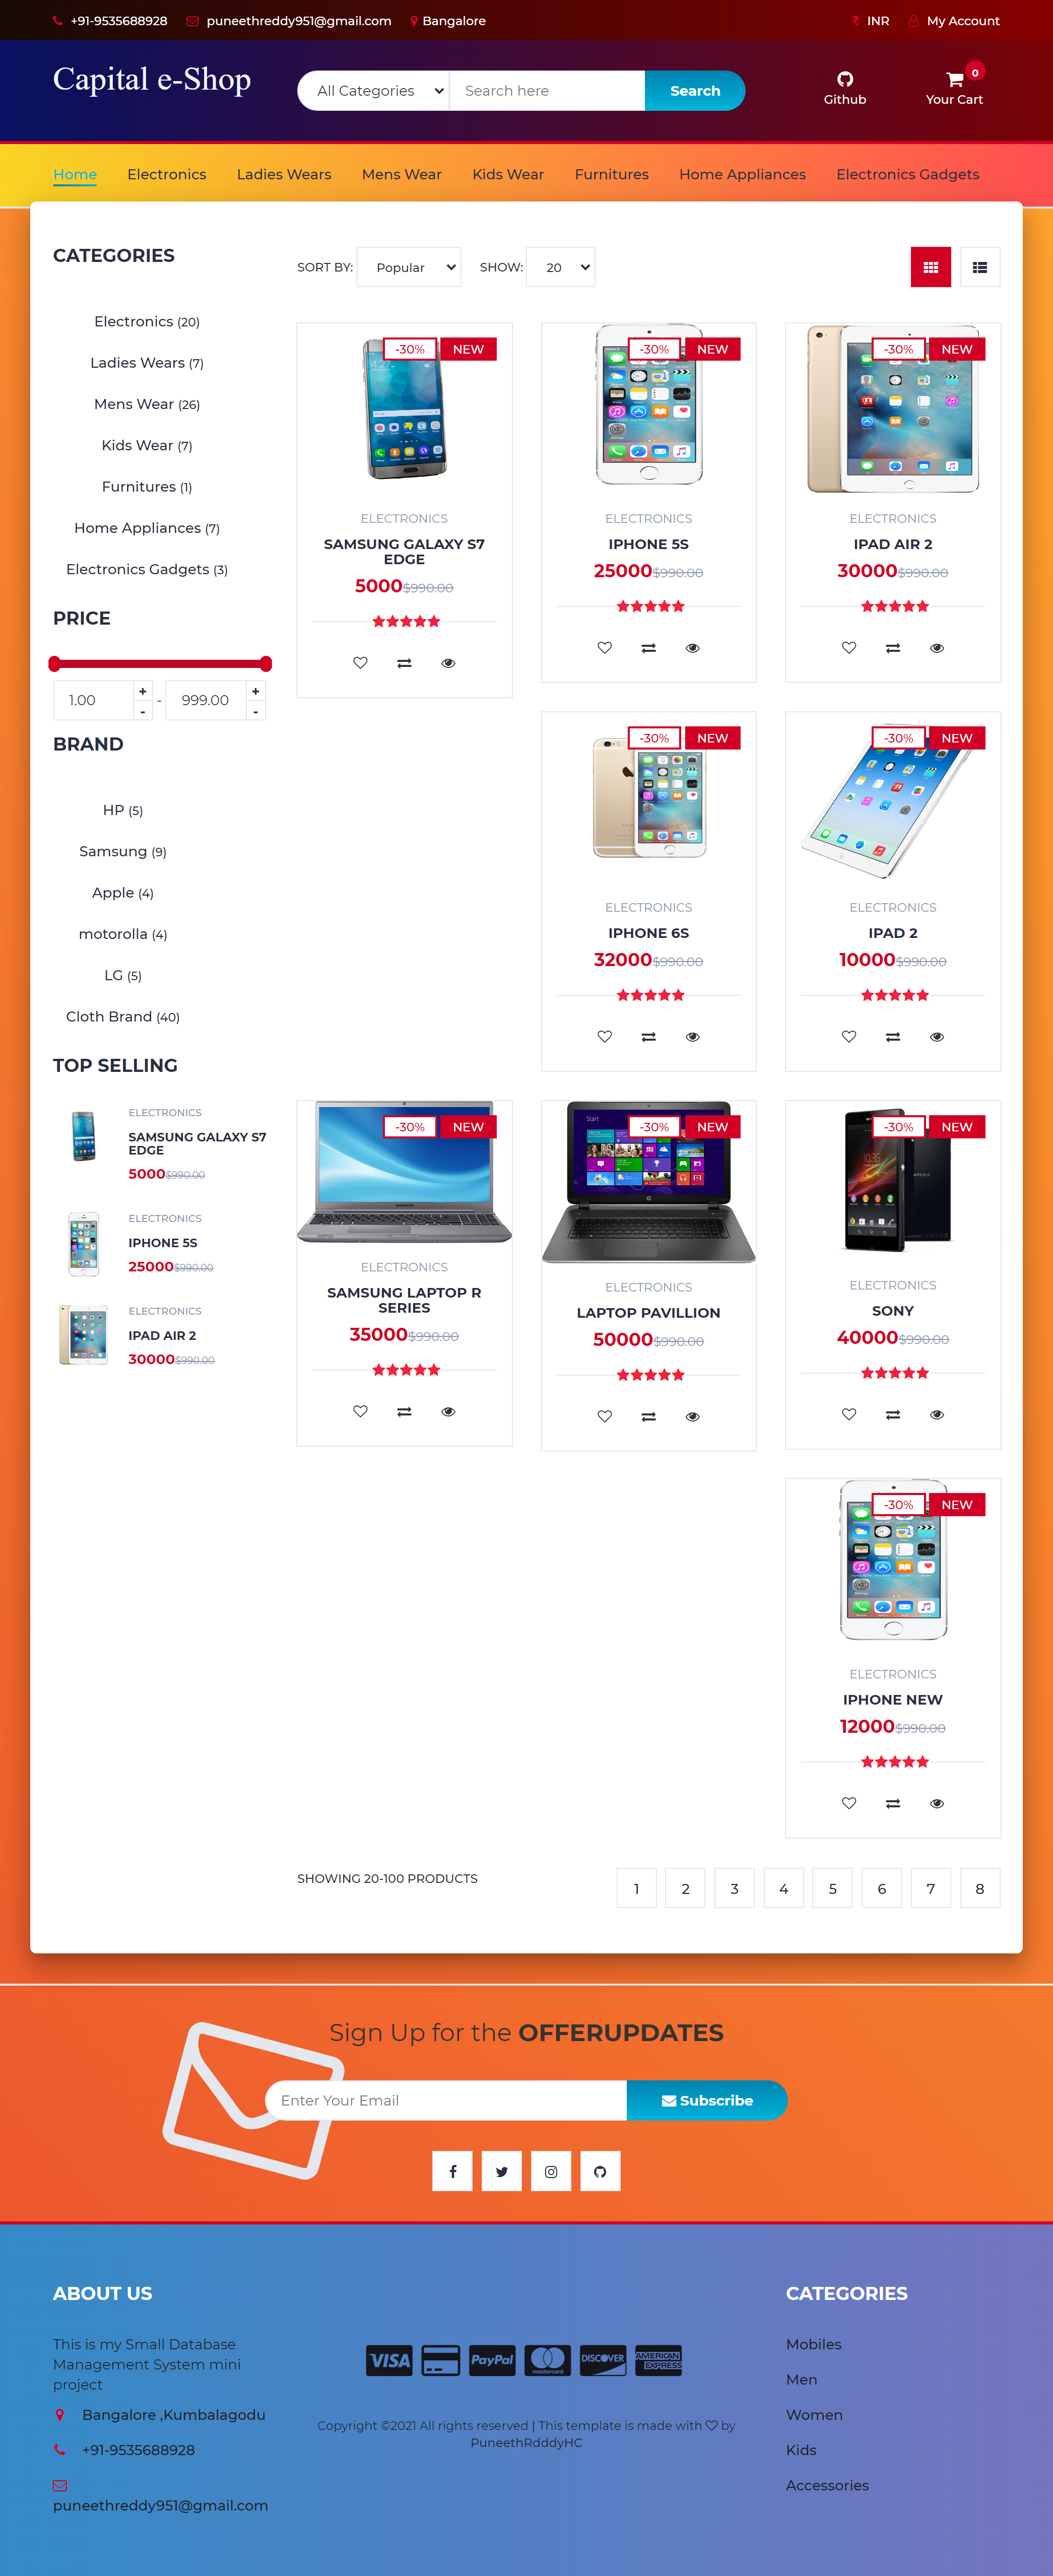 +91-9535688928 puneethreddy951@gmail.com Bangalore
INR My Account
Capital e-Shop
All Categories Search here Search
Github
0
Your Cart
Home Electronics Ladies Wears Mens Wear Kids Wear Furnitures Home Appliances Electronics Gadgets
CATEGORIES
Electronics (20)
Ladies Wears (7)
Mens Wear (26)
Kids Wear (7)
Furnitures (1)
Home Appliances (7)
Electronics Gadgets (3)
PRICE
1.00 + - - 999.00 + -
BRAND
HP (5)
Samsung (9)
Apple (4)
motorolla (4)
LG (5)
Cloth Brand (40)
TOP SELLING
ELECTRONICS
SAMSUNG GALAXY S7
EDGE
5000$990.00
ELECTRONICS
IPHONE 5S
25000$990.00
ELECTRONICS
IPAD AIR 2
30000$990.00
SORT BY: Popular SHOW: 20
-30% NEW
ELECTRONICS
SAMSUNG GALAXY S7
EDGE
5000$990.00
-30% NEW
ELECTRONICS
IPHONE 5S
25000$990.00
-30% NEW
ELECTRONICS
IPAD AIR 2
30000$990.00
-30% NEW
ELECTRONICS
IPHONE 6S
32000$990.00
-30% NEW
ELECTRONICS
IPAD 2
10000$990.00
-30% NEW
ELECTRONICS
SAMSUNG LAPTOP R
SERIES
35000$990.00
Start
-30% NEW
ELECTRONICS
LAPTOP PAVILLION
50000$990.00
-30% NEW
10:35
XPERIA
ELECTRONICS
SONY
40000$990.00
-30% NEW
ELECTRONICS
IPHONE NEW
12000$990.00
SHOWING 20-100 PRODUCTS
1 2 3 4 5 6 7 8
Sign Up for the OFFERUPDATES
Enter Your Email Subscribe
ABOUT US
This is my Small Database
Management System mini
project
Bangalore ,Kumbalagodu
+91-9535688928
puneethreddy951@gmail.com
VISA PayPal mastercard DISCOVER AMERICAN EXPRESS
Copyright ©2021 All rights reserved | This template is made with ♡ by
PuneethRdddyHC
CATEGORIES
Mobiles
Men
Women
Kids
Accessories